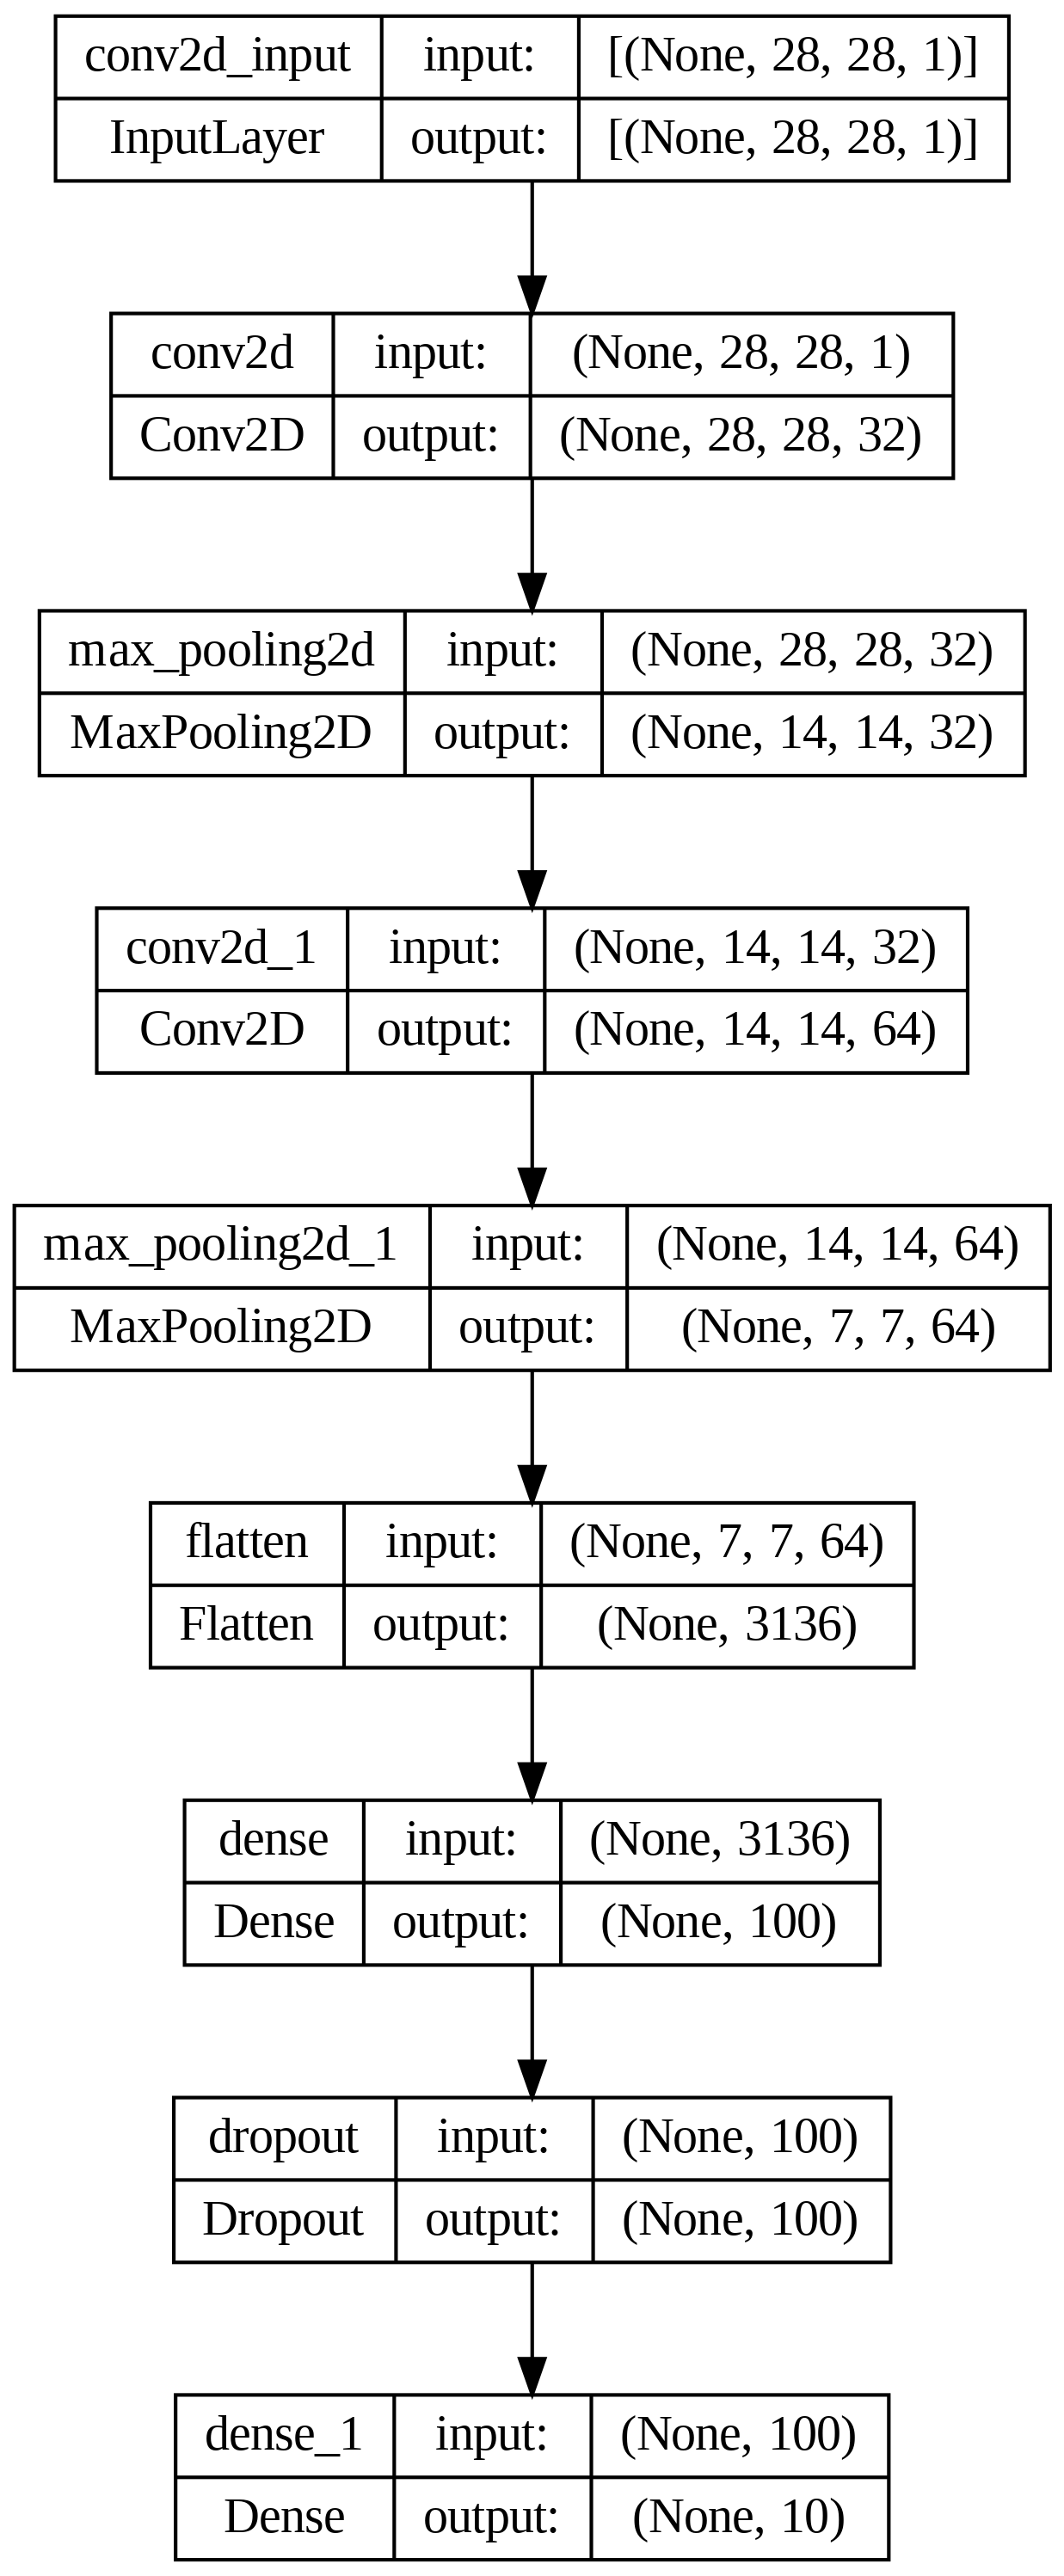 conv2d_input input: [(None, 28, 28, 1)]
InputLayer output: [(None, 28, 28, 1)]
conv2d input: (None, 28, 28, 1)
Conv2D output: (None, 28, 28, 32)
max_pooling2d input: (None, 28, 28, 32)
MaxPooling2D output: (None, 14, 14, 32)
conv2d_1 input: (None, 14, 14, 32)
Conv2D output: (None, 14, 14, 64)
max_pooling2d_1 input: (None, 14, 14, 64)
MaxPooling2D output: (None, 7, 7, 64)
flatten input: (None, 7, 7, 64)
Flatten output: (None, 3136)
dense input: (None, 3136)
Dense output: (None, 100)
dropout input: (None, 100)
Dropout output: (None, 100)
dense_1 input: (None, 100)
Dense output: (None, 10)